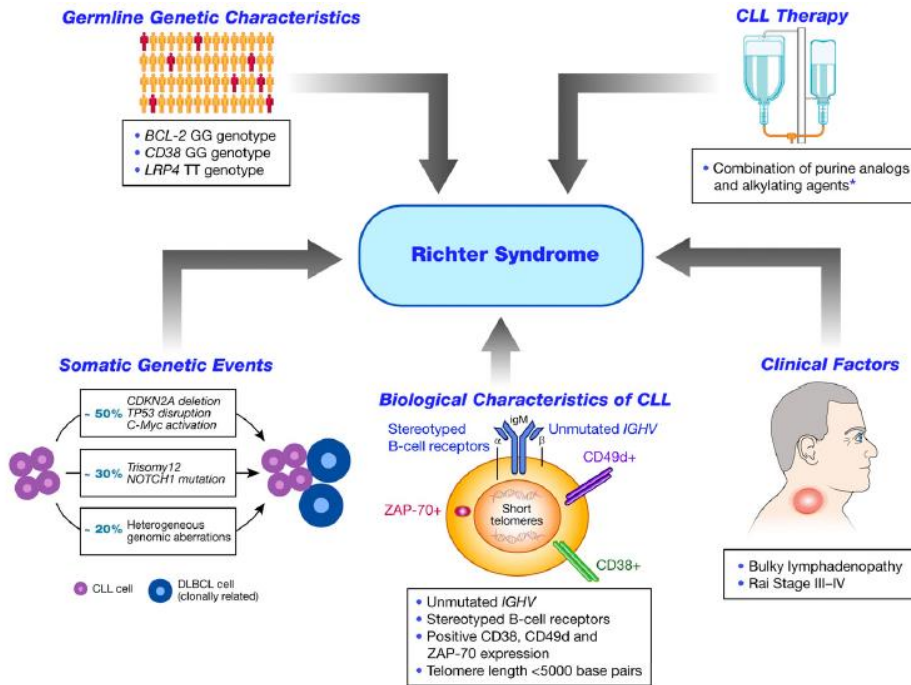 Germline Genetic Characteristics
• BCL-2 GG genotype
• CD38 GG genotype
• LRP4 TT genotype
CLL Therapy
• Combination of purine analogs
and alkylating agents*
Richter Syndrome
Somatic Genetic Events
~ 50%
CDKN2A deletion
TP53 disruption
C-Myc activation
~ 30%
Trisomy12
NOTCH1 mutation
~ 20%
Heterogeneous
genomic aberrations
CLL cell
DLBCL cell
(clonally related)
Biological Characteristics of CLL
Stereotyped
B-cell receptors
igM
α
β
Unmutated IGHV
CD49d+
ZAP-70+
Short
telomeres
CD38+
• Unmutated IGHV
• Stereotyped B-cell receptors
• Positive CD38, CD49d and
ZAP-70 expression
• Telomere length <5000 base pairs
Clinical Factors
• Bulky lymphadenopathy
• Rai Stage III–IV